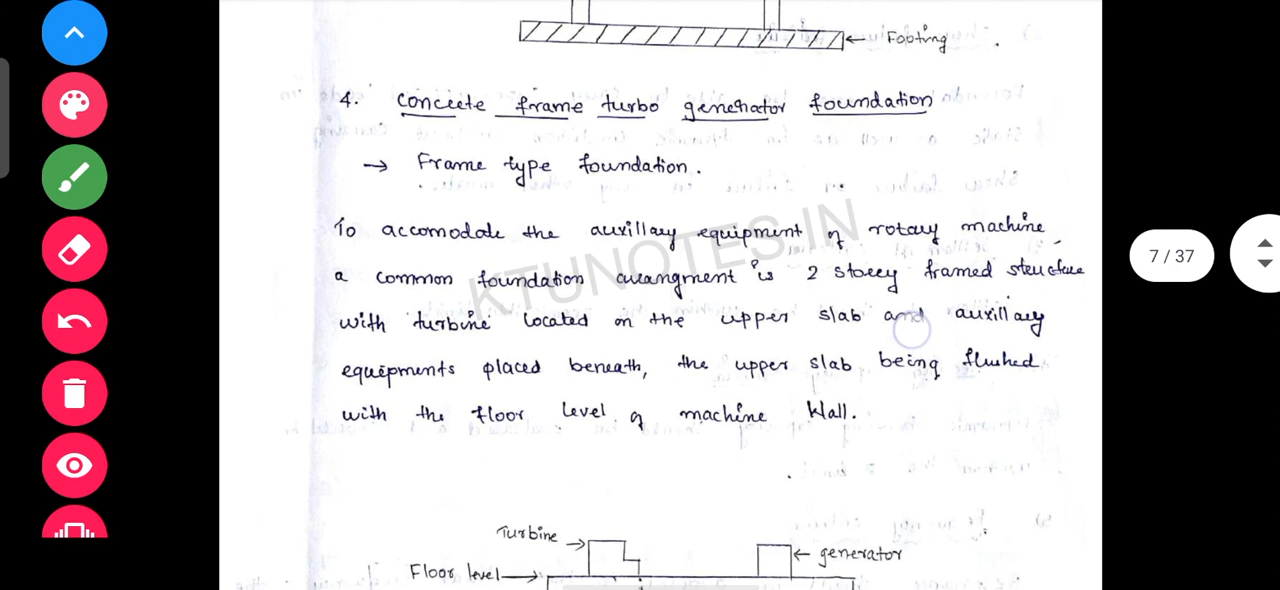 ← Footing
4. Concrete frame turbo generator foundation
→ Frame type foundation.
To accomodate the auxillary equipment of rotary machine
a common foundation arrangment is 2 storey framed structure
with turbine located on the upper slab and auxillary
equipments placed beneath, the upper slab being flushed
with the floor level of machine Hall.
KTUNOTES.IN
7 / 37
Turbine →
← generator
Floor level →